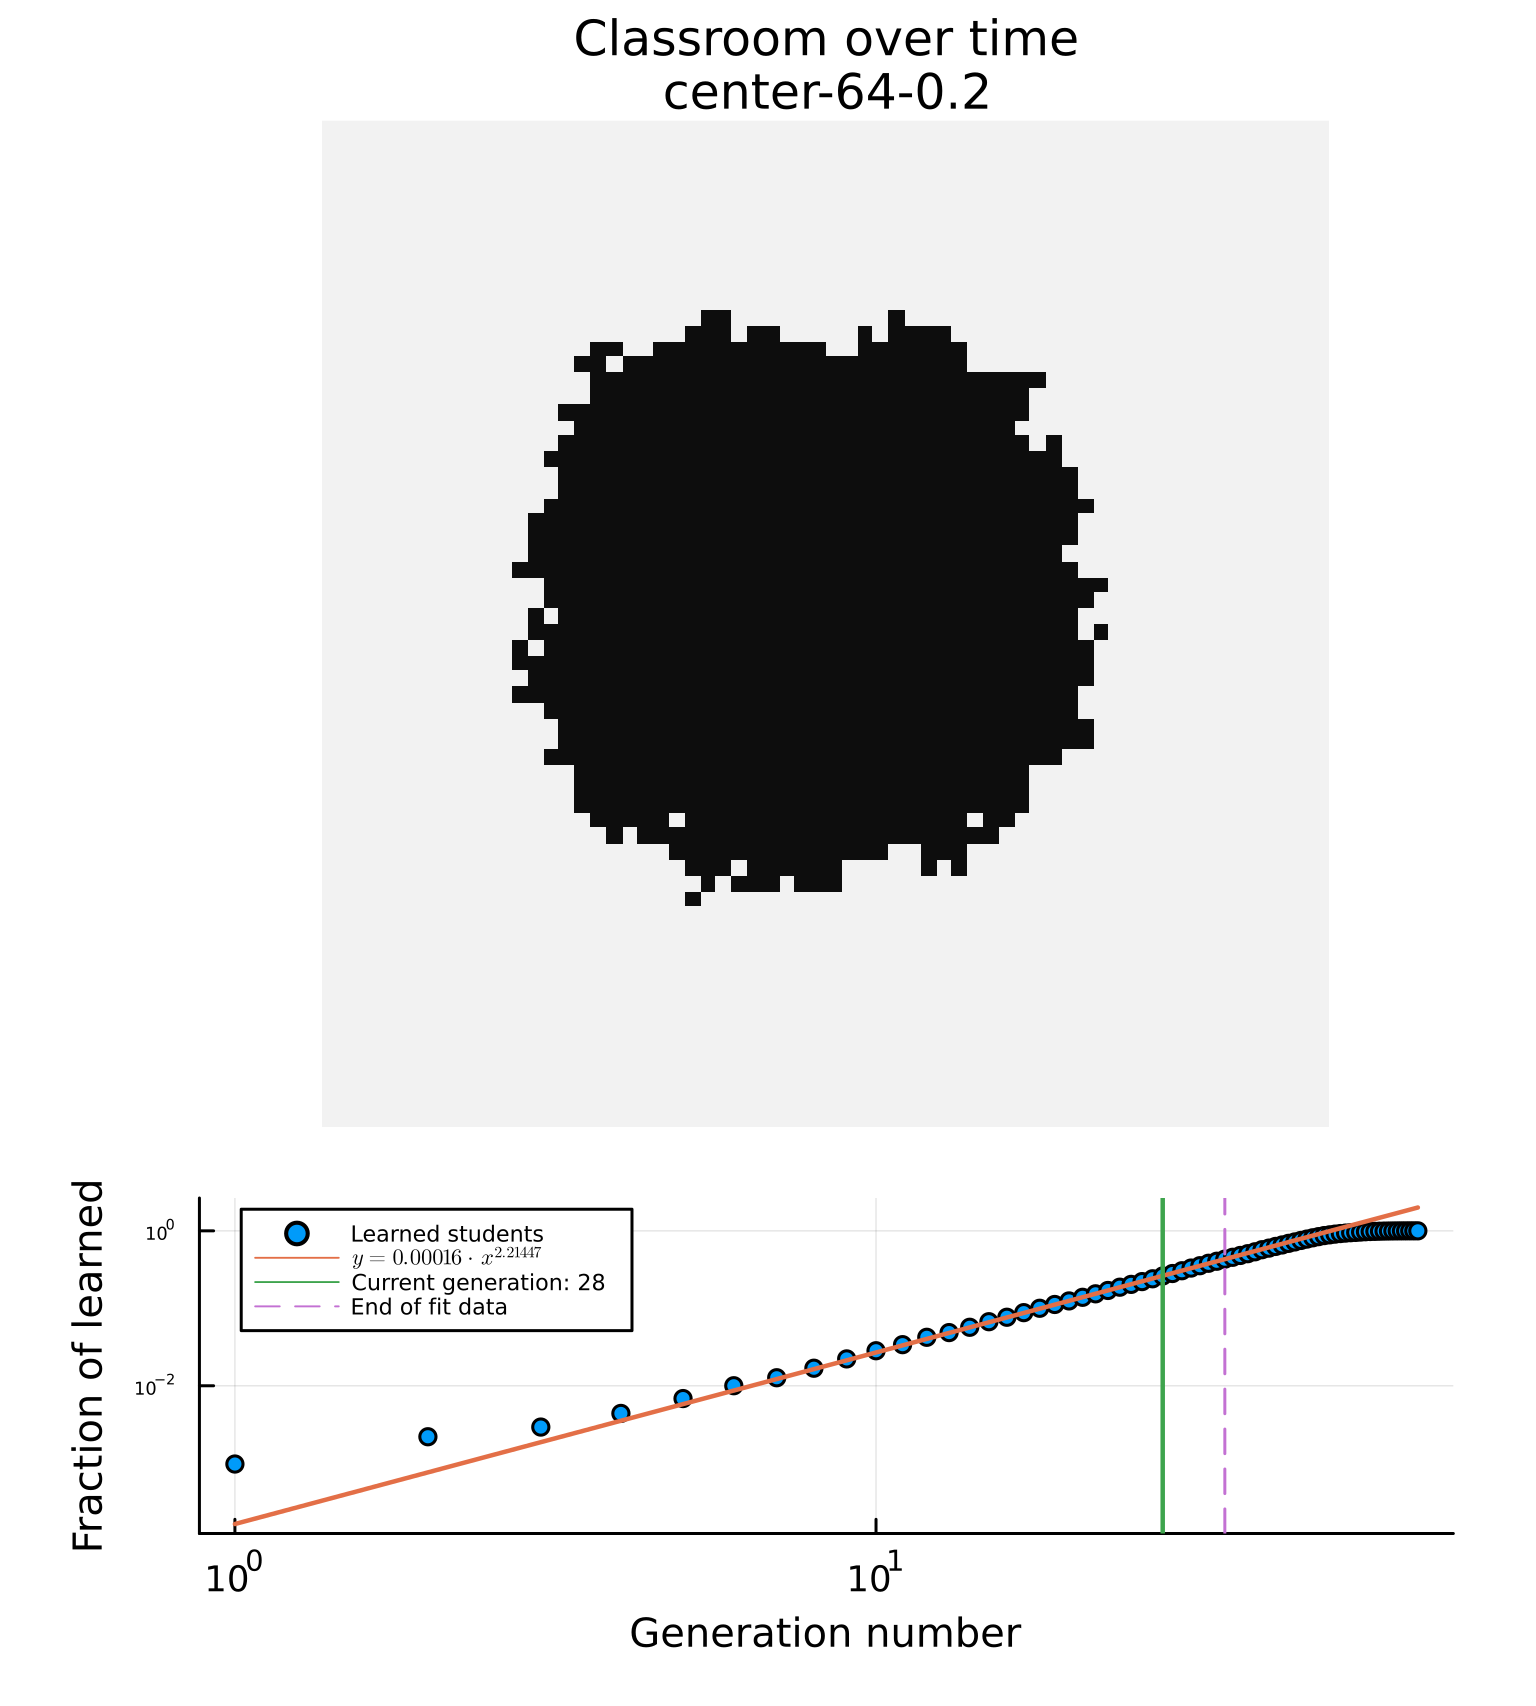 Classroom over time
center-64-0.2
Fraction of learned
10^0
10^-2
Learned students
y = 0.00016 · x^2.21447
Current generation: 28
End of fit data
10^0
10^1
Generation number